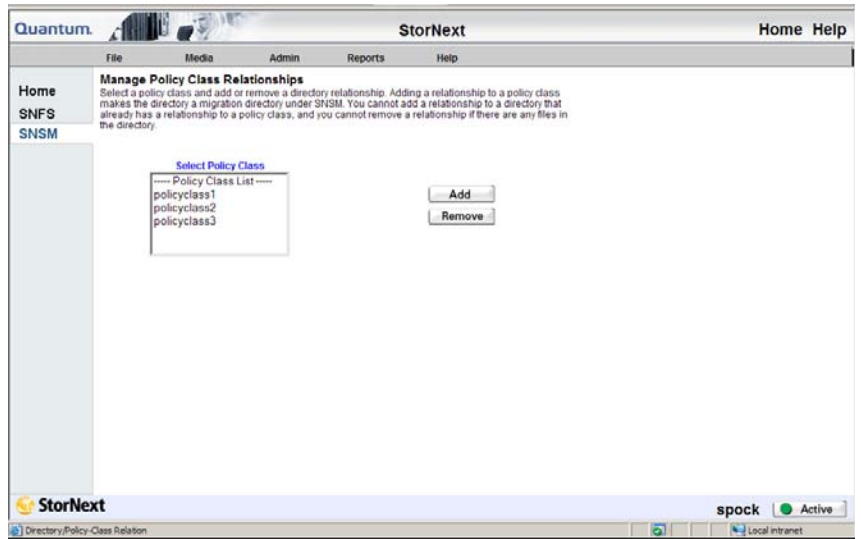 Quantum.
StorNext
Home Help
File Media Admin Reports Help
Home
SNFS
SNSM
Manage Policy Class Relationships
Select a policy class and add or remove a directory relationship. Adding a relationship to a policy class
makes the directory a migration directory under SNSM. You cannot add a relationship to a directory that
already has a relationship to a policy class, and you cannot remove a relationship if there are any files in
the directory.
Select Policy Class
----- Policy Class List -----
policyclass1
policyclass2
policyclass3
Add
Remove
StorNext
spock Active
Directory/Policy-Class Relation
Local intranet